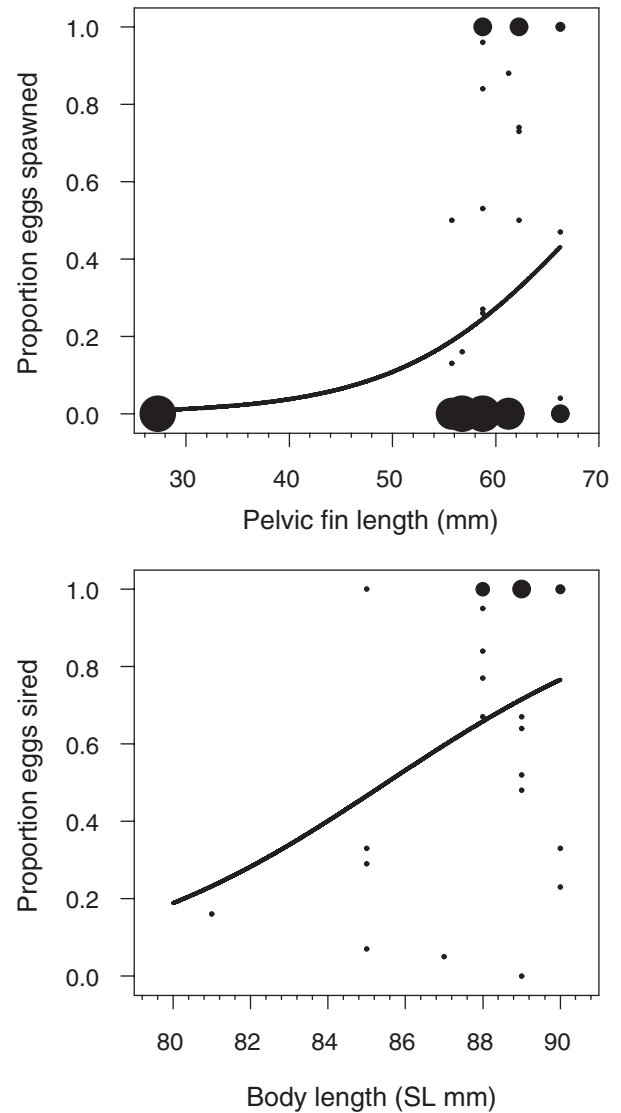 Proportion eggs spawned
1.0
0.8
0.6
0.4
0.2
0.0
30 40 50 60 70
Pelvic fin length (mm)
Proportion eggs sired
1.0
0.8
0.6
0.4
0.2
0.0
80 82 84 86 88 90
Body length (SL mm)